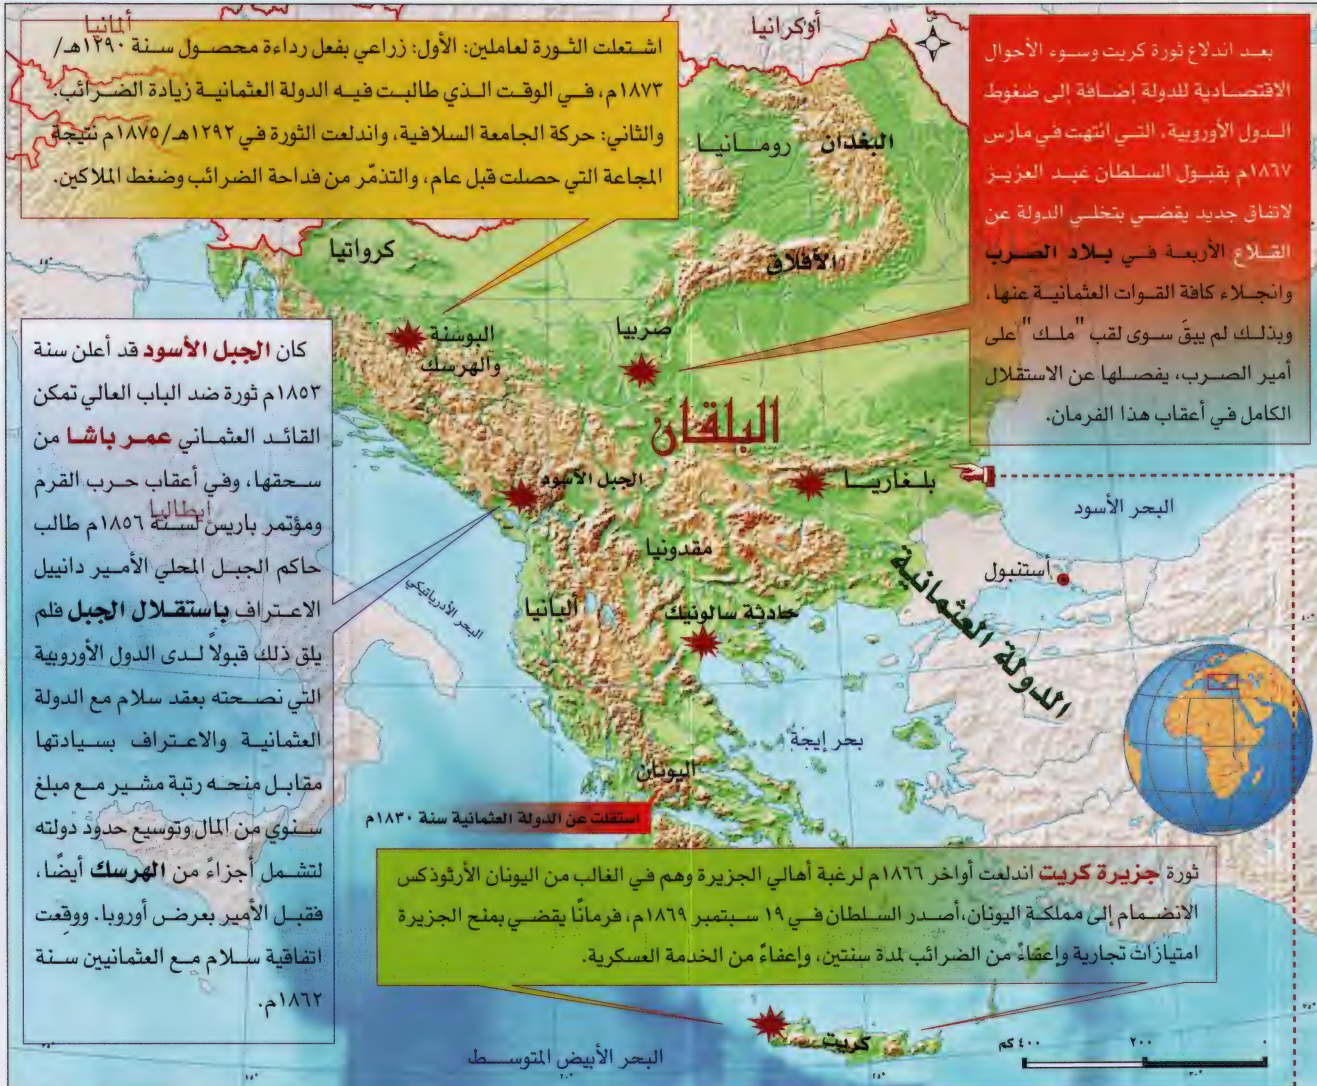 ألمانيا
أوكرانيا
ش
اشتعلت الثورة لعاملين: الأول: زراعي بفعل رداءة محصول سنة ١٢٩٠هـ/
١٨٧٣م، في الوقت الذي طالبت فيه الدولة العثمانية زيادة الضرائب.
والثاني: حركة الجامعة السلافية، واندلعت الثورة في ١٢٩٢هـ/١٨٧٥م نتيجة
المجاعة التي حصلت قبل عام، والتذمّر من فداحة الضرائب وضغط الملاكين.
بعد اندلاع ثورة كريت وسوء الأحوال
الاقتصادية للدولة اضافة إلى ضغوط
الدول الأوروبية، التي انتهت في مارس
١٨٦٧م بقبول السلطان عبد العزيز
لاتفاق جديد يقضي بتخلي الدولة عن
القلاع الأربعة في بلاد الصرب
وانجلاء كافة القوات العثمانية عنها،
وبذلك لم يبقَ سوى لقب "ملك" على
أمير الصرب، يفصلها عن الاستقلال
الكامل في أعقاب هذا الفرمان.
رومانيا
البغدان
الأفلاق
كرواتيا
صربيا
البوسنة
والهرسك
البلقان
كان الجبل الأسود قد أعلن سنة
١٨٥٣م ثورة ضد الباب العالي تمكن
القائد العثماني عمر باشا من
سحقها، وفي أعقاب حرب القرم
ومؤتمر باريس لسنة ١٨٥٦م طالب
حاكم الجبل المحلي الأمير دانييل
الاعتراف باستقلال الجبل فلم
يلق ذلك قبولاً لدى الدول الأوروبية
التي نصحته بعقد سلام مع الدولة
العثمانية والاعتراف بسيادتها
مقابل منحه رتبة مشير مع مبلغ
سنوي من المال وتوسيع حدود دولته
لتشمل أجزاءً من الهرسك أيضًا،
فقبل الأمير بعرض أوروبا. ووقعت
اتفاقية سلام مع العثمانيين سنة
١٨٦٢م.
إيطاليا
الجبل الأسود
بلغاريا
البحر الأسود
مقدونيا
أستنبول
الدولة العثمانية
حادثة سالونيك
ألبانيا
البحر الأدرياتيكي
بحر إيجة
اليونان
استقلت عن الدولة العثمانية سنة ١٨٣٠م
ثورة جزيرة كريت اندلعت أواخر ١٨٦٦م لرغبة أهالي الجزيرة وهم في الغالب من اليونان الأرثوذكس
الانضمام إلى مملكة اليونان، أصدر السلطان في ١٩ سبتمبر ١٨٦٩م، فرمانًا يقضي بمنح الجزيرة
امتيازات تجارية وإعفاءً من الضرائب لمدة سنتين، وإعفاءً من الخدمة العسكرية.
كريت
البحر الأبيض المتوسط
٠ ٢٠٠ ٤٠٠ كم